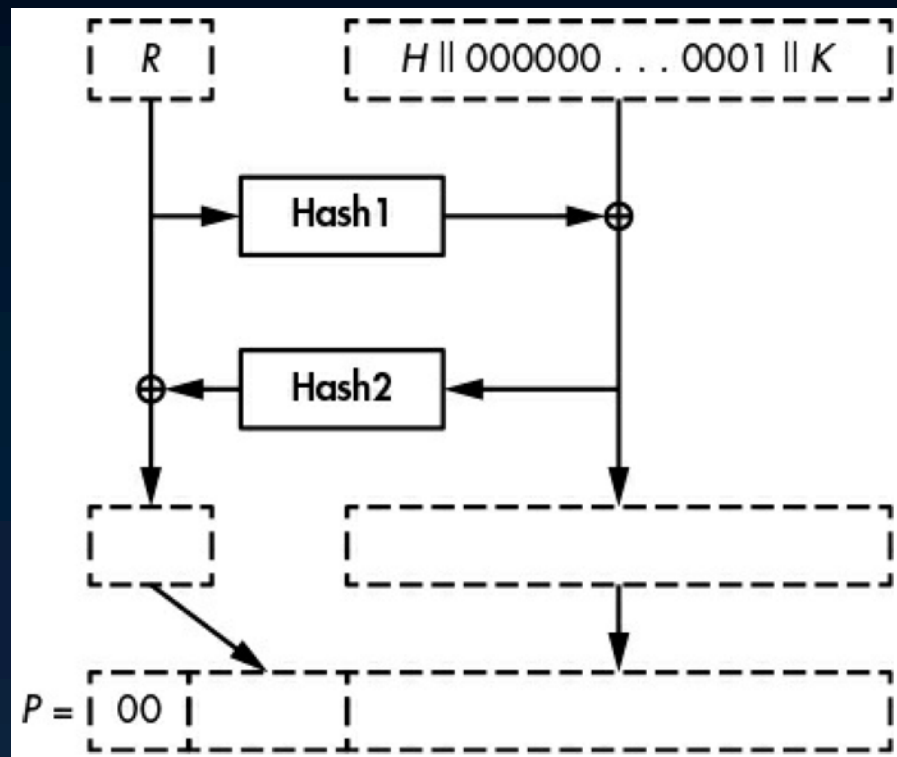 R
H || 000000 . . . 0001 || K
Hash1
Hash2
P = 00